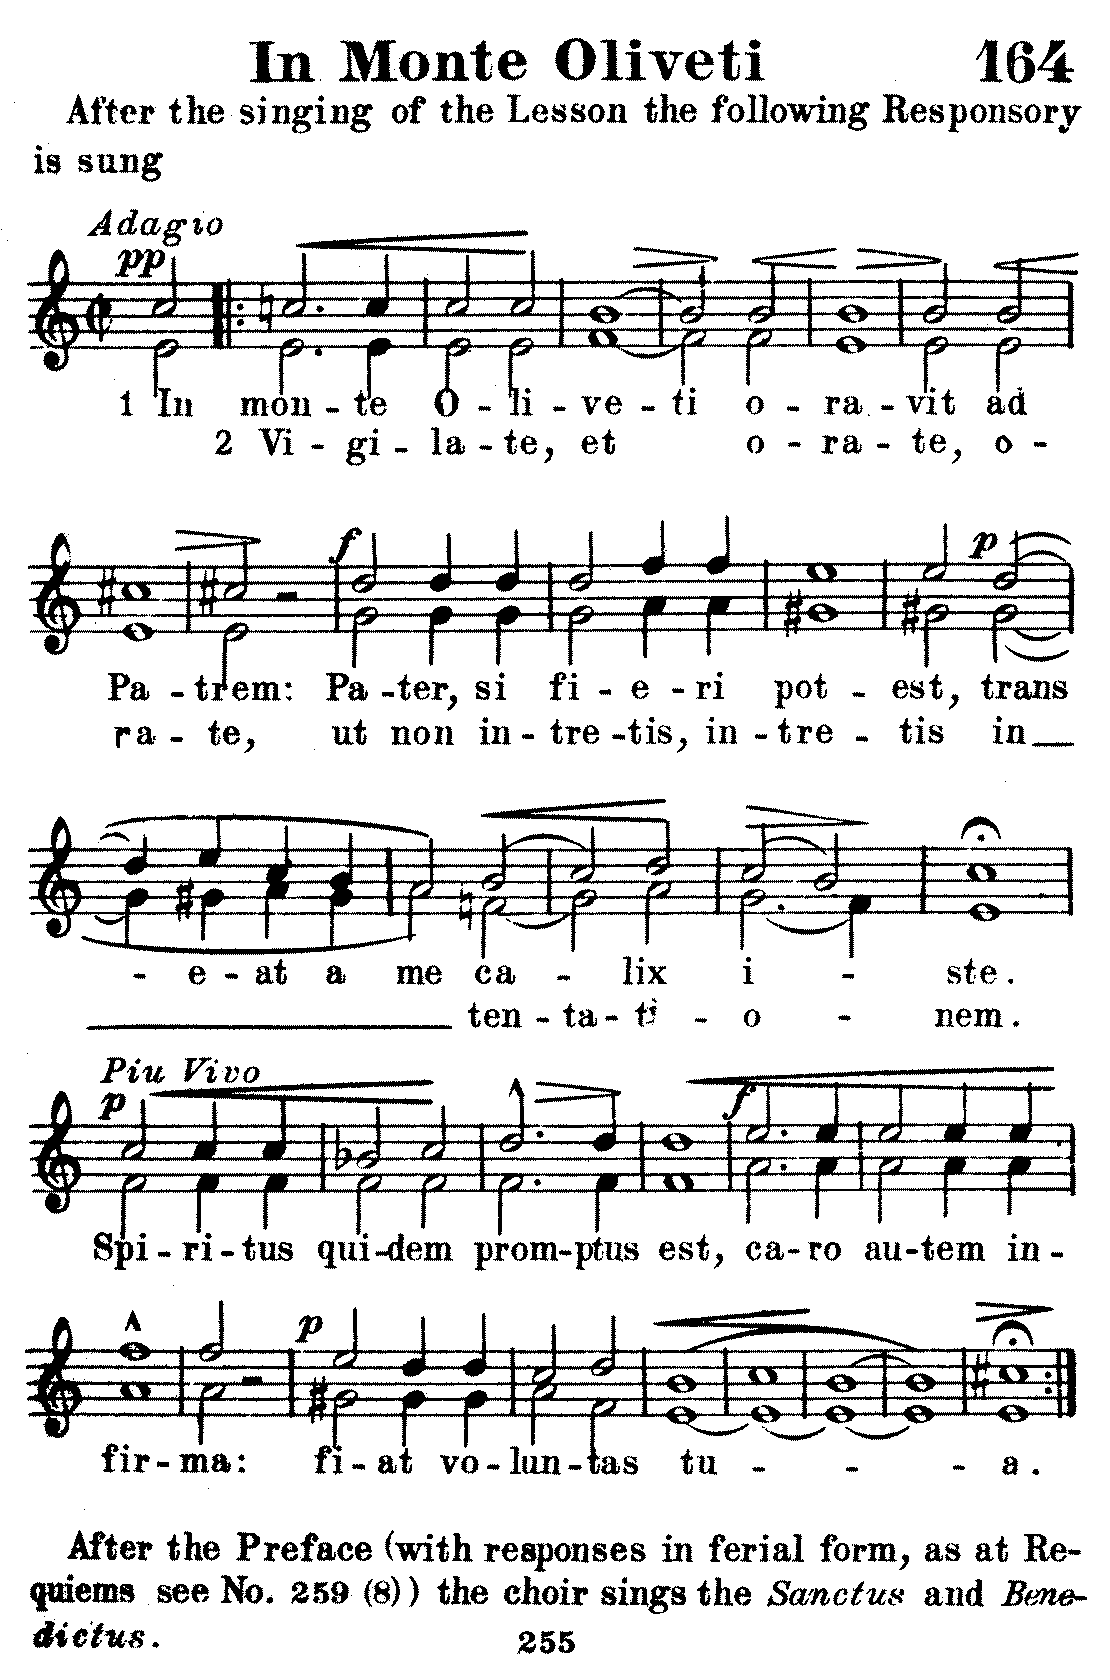 In Monte Oliveti 164
After the singing of the Lesson the following Responsory
is sung
Adagio
pp
1 In mon - te O - li - ve - ti o - ra - vit ad
2 Vi - gi - la - te, et o - ra - te, o -
f p
Pa - trem: Pa - ter, si fi - e - ri pot - est, trans
ra - te, ut non in - tre - tis, in - tre - tis in
- e - at a me ca - lix i - ste.
ten - ta - ti - o - nem.
Piu Vivo
p f
Spi - ri - tus qui - dem prom - ptus est, ca - ro au - tem in -
p
fir - ma: fi - at vo - lun - tas tu - - - a.
After the Preface (with responses in ferial form, as at Re-
quiems see No. 259 (8)) the choir sings the Sanctus and Bene-
dictus.
255